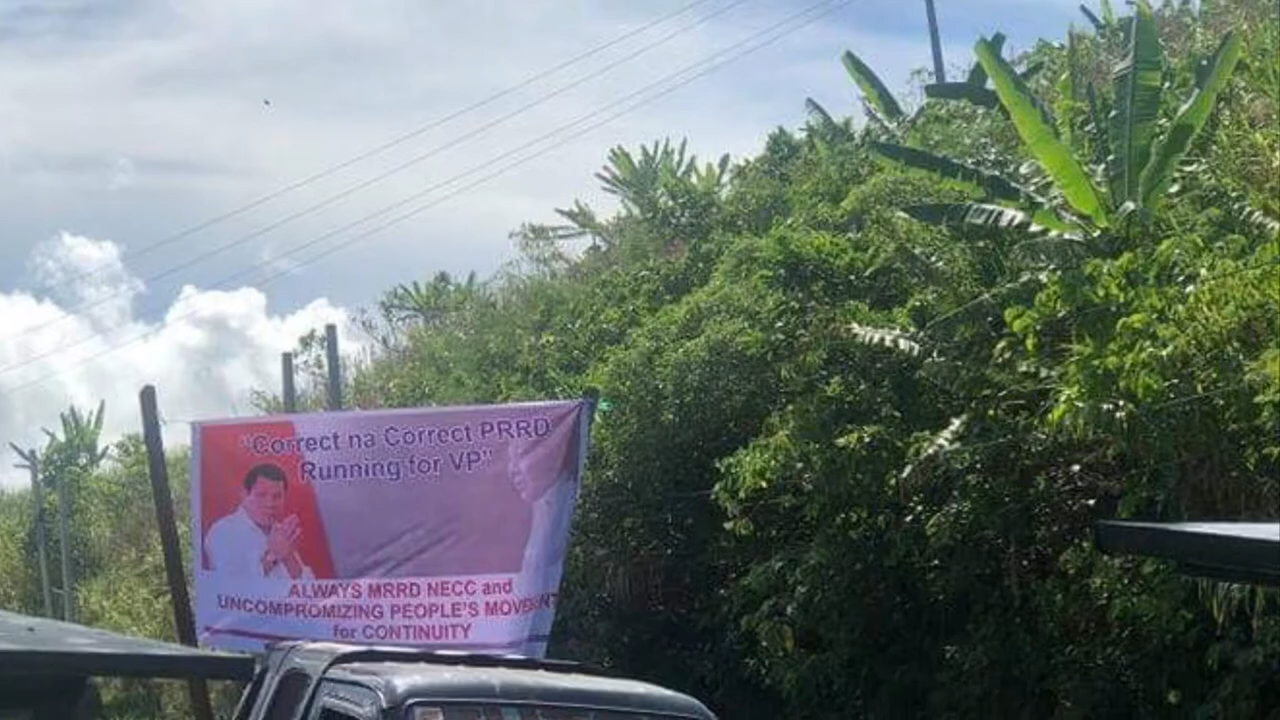 "Correct na Correct PRRD
Running for VP"
ALWAYS MRRD NECC and
UNCOMPROMIZING PEOPLE'S MOVEMENT
for CONTINUITY